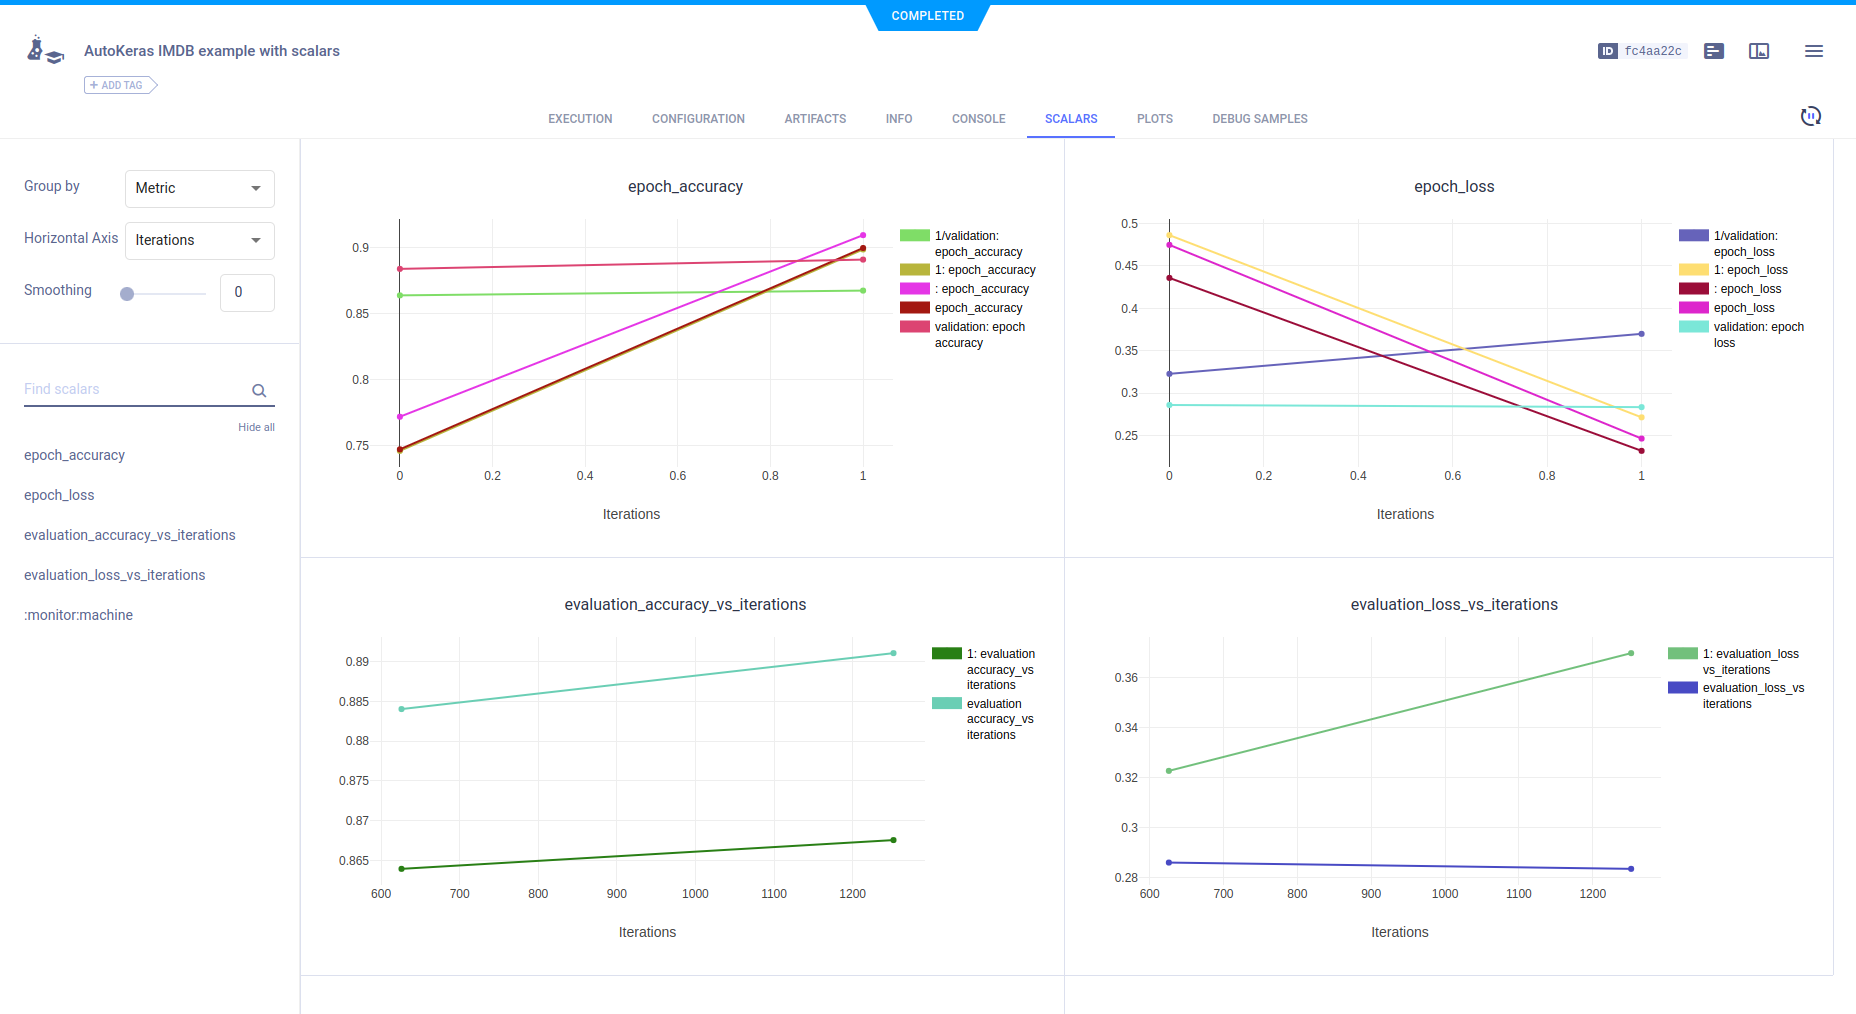 COMPLETED
AutoKeras IMDB example with scalars
ID fc4aa22c
+ ADD TAG
EXECUTION CONFIGURATION ARTIFACTS INFO CONSOLE SCALARS PLOTS DEBUG SAMPLES
Group by Metric
Horizontal Axis Iterations
Smoothing 0
Find scalars
Hide all
epoch_accuracy
epoch_loss
evaluation_accuracy_vs_iterations
evaluation_loss_vs_iterations
:monitor:machine
epoch_accuracy
0.9
0.85
0.8
0.75
0 0.2 0.4 0.6 0.8 1
Iterations
1/validation:
epoch_accuracy
1: epoch_accuracy
: epoch_accuracy
epoch_accuracy
validation: epoch
accuracy
epoch_loss
0.5
0.45
0.4
0.35
0.3
0.25
0 0.2 0.4 0.6 0.8 1
Iterations
1/validation:
epoch_loss
1: epoch_loss
: epoch_loss
epoch_loss
validation: epoch
loss
evaluation_accuracy_vs_iterations
0.89
0.885
0.88
0.875
0.87
0.865
600 700 800 900 1000 1100 1200
Iterations
1: evaluation
accuracy_vs
iterations
evaluation
accuracy_vs
iterations
evaluation_loss_vs_iterations
0.36
0.34
0.32
0.3
0.28
600 700 800 900 1000 1100 1200
Iterations
1: evaluation_loss
vs_iterations
evaluation_loss_vs
iterations